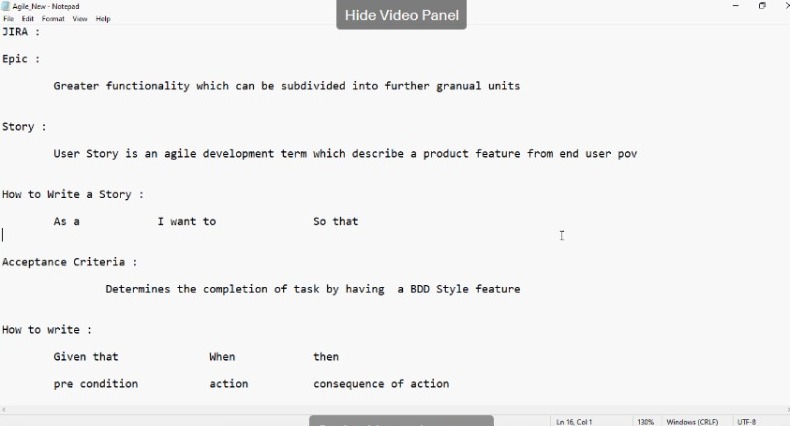 Agile_New - Notepad
Hide Video Panel
File Edit Format View Help
JIRA :
Epic :
Greater functionality which can be subdivided into further granual units
Story :
User Story is an agile development term which describe a product feature from end user pov
How to Write a Story :
As a I want to So that
Acceptance Criteria :
Determines the completion of task by having a BDD Style feature
How to write :
Given that When then
pre condition action consequence of action
Ln 16, Col 1 130% Windows (CRLF) UTF-8